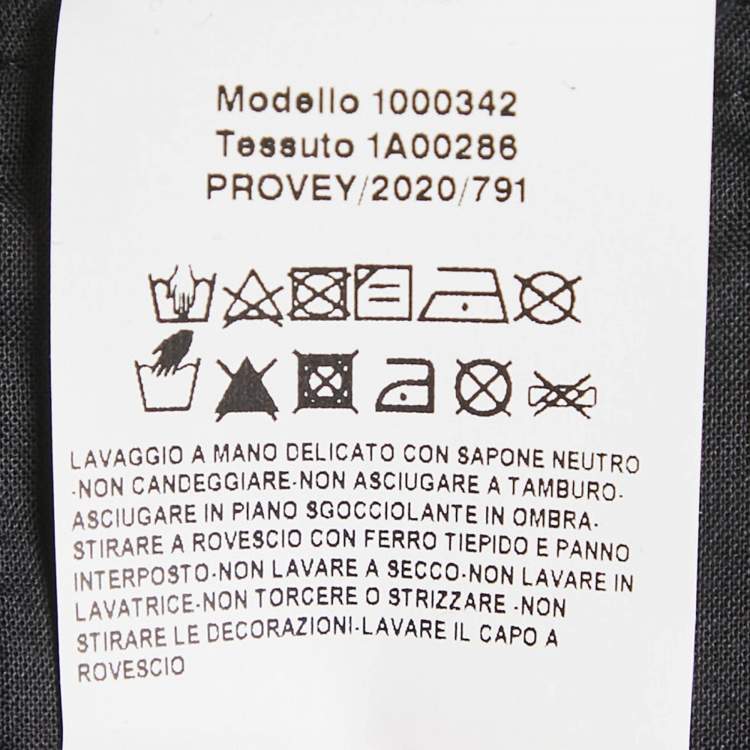 Modello 1000342
Tessuto 1A00286
PROVEY/2020/791
LAVAGGIO A MANO DELICATO CON SAPONE NEUTRO
-NON CANDEGGIARE-NON ASCIUGARE A TAMBURO-
ASCIUGARE IN PIANO SGOCCIOLANTE IN OMBRA-
STIRARE A ROVESCIO CON FERRO TIEPIDO E PANNO
INTERPOSTO-NON LAVARE A SECCO-NON LAVARE IN
LAVATRICE-NON TORCERE O STRIZZARE -NON
STIRARE LE DECORAZIONI-LAVARE IL CAPO A
ROVESCIO